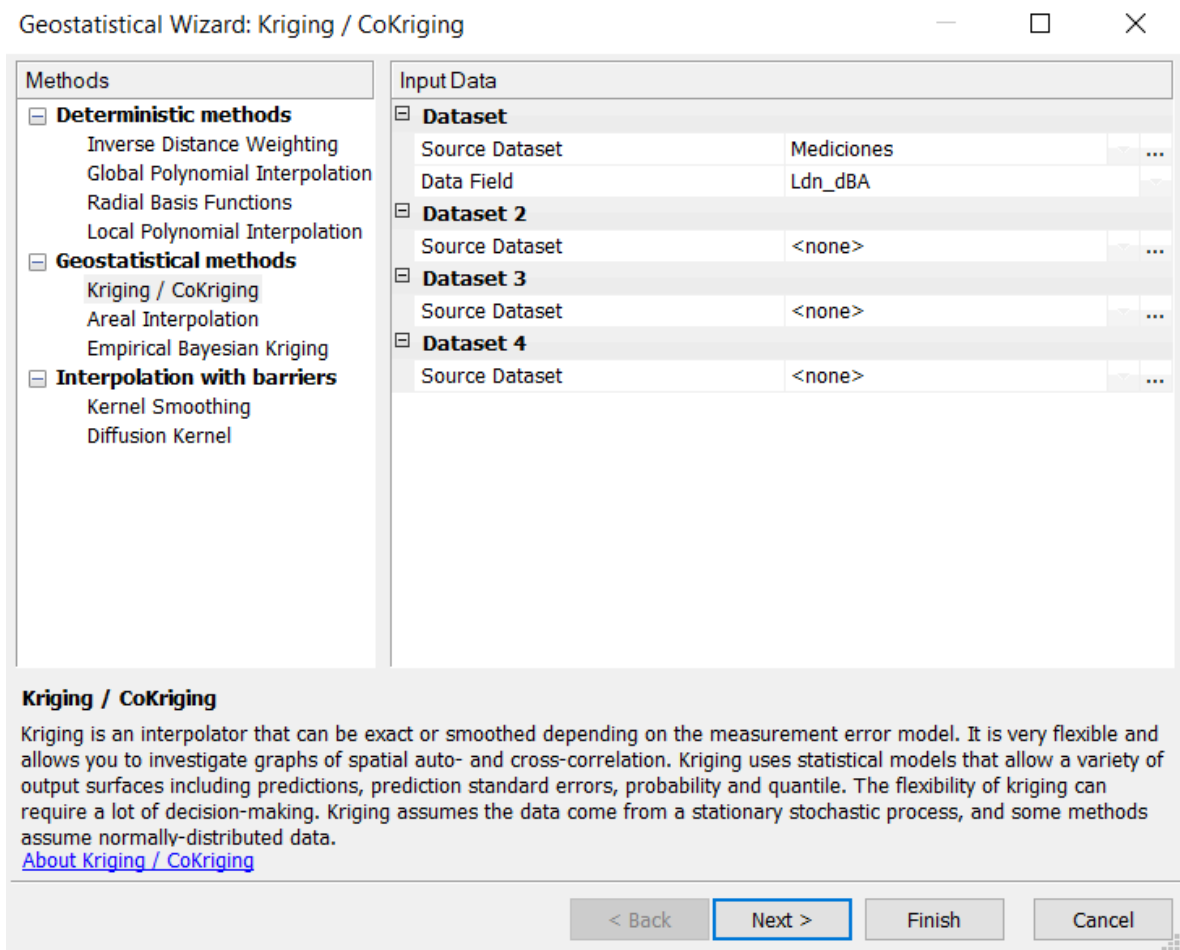 Geostatistical Wizard: Kriging / CoKriging
Methods
Deterministic methods
Inverse Distance Weighting
Global Polynomial Interpolation
Radial Basis Functions
Local Polynomial Interpolation
Geostatistical methods
Kriging / CoKriging
Areal Interpolation
Empirical Bayesian Kriging
Interpolation with barriers
Kernel Smoothing
Diffusion Kernel
Input Data
Dataset
Source Dataset Mediciones ...
Data Field Ldn_dBA
Dataset 2
Source Dataset <none> ...
Dataset 3
Source Dataset <none> ...
Dataset 4
Source Dataset <none> ...
Kriging / CoKriging
Kriging is an interpolator that can be exact or smoothed depending on the measurement error model. It is very flexible and
allows you to investigate graphs of spatial auto- and cross-correlation. Kriging uses statistical models that allow a variety of
output surfaces including predictions, prediction standard errors, probability and quantile. The flexibility of kriging can
require a lot of decision-making. Kriging assumes the data come from a stationary stochastic process, and some methods
assume normally-distributed data.
About Kriging / CoKriging
< Back Next > Finish Cancel